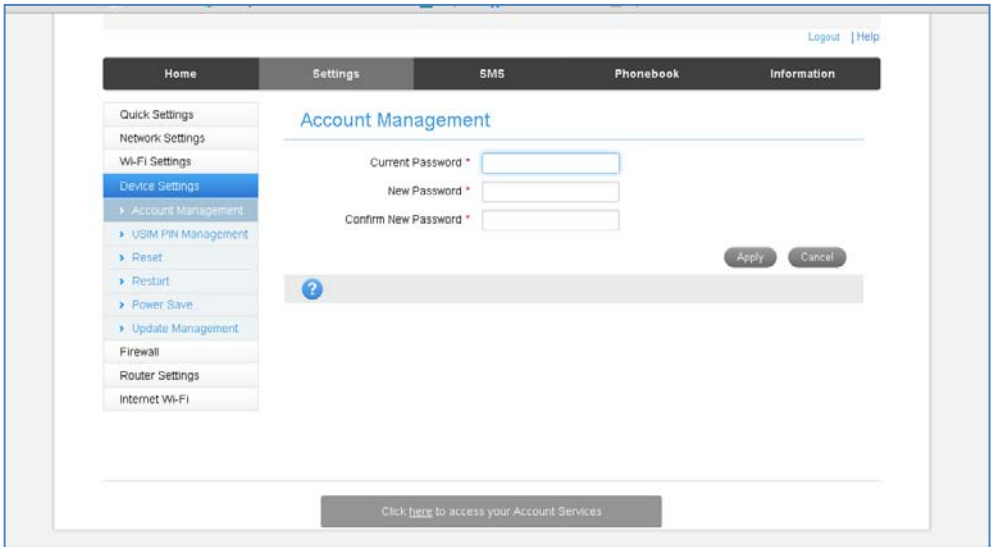 Logout | Help
Home Settings SMS Phonebook Information
Quick Settings
Network Settings
Wi-Fi Settings
Device Settings
› Account Management
› USIM PIN Management
› Reset
› Restart
› Power Save
› Update Management
Firewall
Router Settings
Internet Wi-Fi
Account Management
Current Password *
New Password *
Confirm New Password *
Apply Cancel
?
Click here to access your Account Services